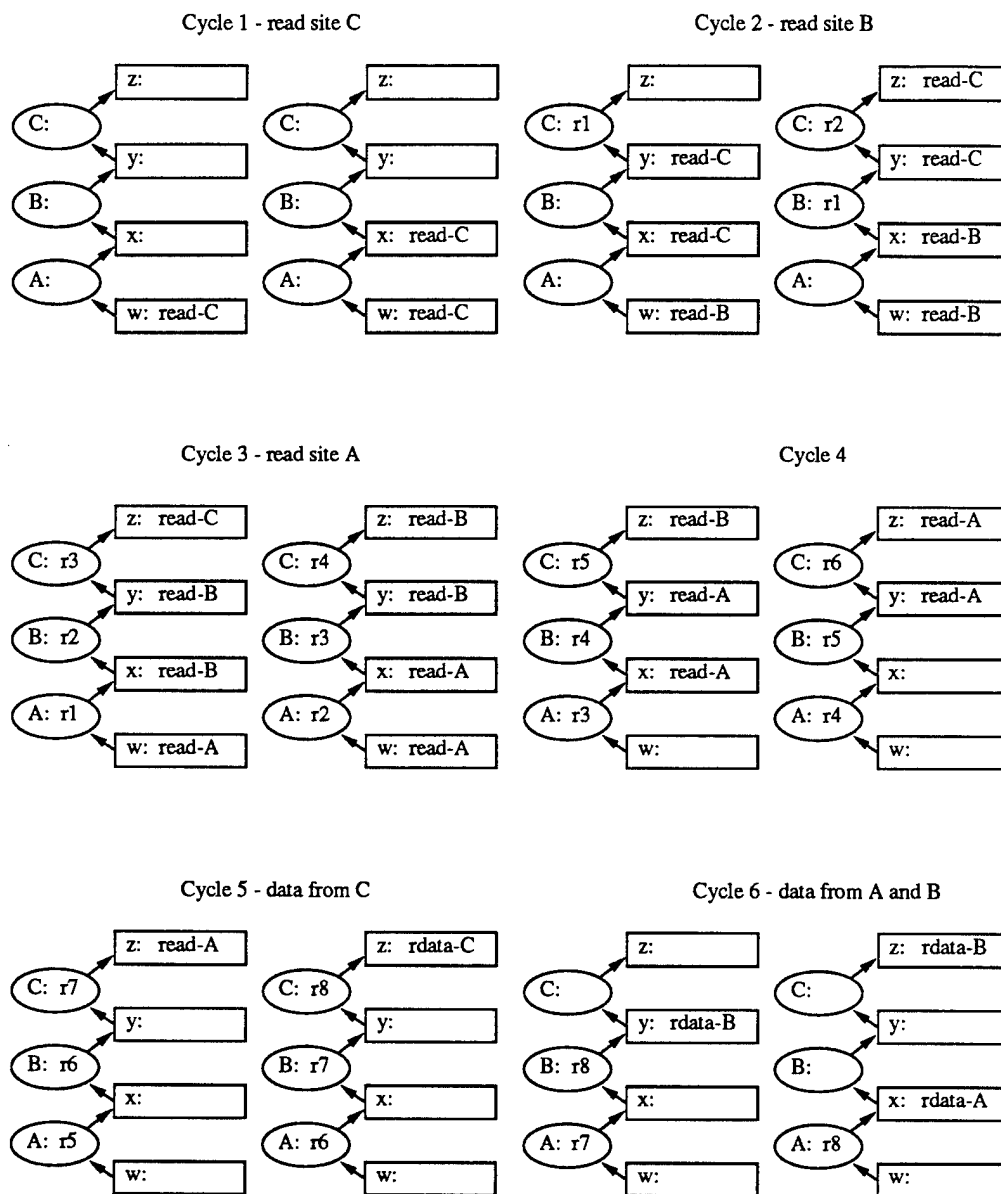 Cycle 1 - read site C
z:
C:
y:
B:
x:
A:
w: read-C
z:
C:
y:
B:
x: read-C
A:
w: read-C
Cycle 2 - read site B
z:
C: r1
y: read-C
B:
x: read-C
A:
w: read-B
z: read-C
C: r2
y: read-C
B: r1
x: read-B
A:
w: read-B
Cycle 3 - read site A
z: read-C
C: r3
y: read-B
B: r2
x: read-B
A: r1
w: read-A
z: read-B
C: r4
y: read-B
B: r3
x: read-A
A: r2
w: read-A
Cycle 4
z: read-B
C: r5
y: read-A
B: r4
x: read-A
A: r3
w:
z: read-A
C: r6
y: read-A
B: r5
x:
A: r4
w:
Cycle 5 - data from C
z: read-A
C: r7
y:
B: r6
x:
A: r5
w:
z: rdata-C
C: r8
y:
B: r7
x:
A: r6
w:
Cycle 6 - data from A and B
z:
C:
y: rdata-B
B: r8
x:
A: r7
w:
z: rdata-B
C:
y:
B:
x: rdata-A
A: r8
w: